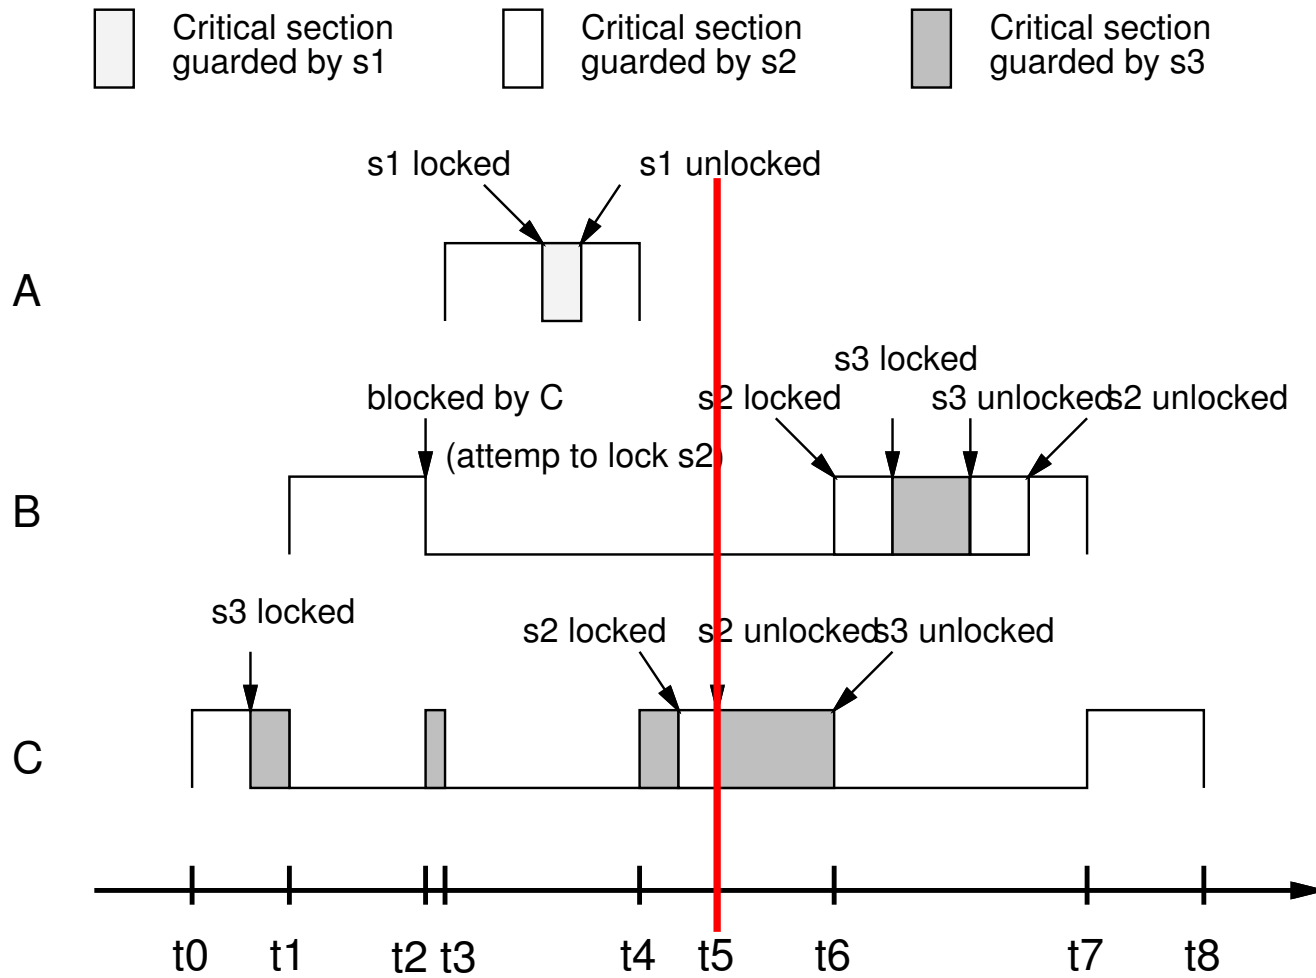 Critical section
guarded by s1
Critical section
guarded by s2
Critical section
guarded by s3
s1 locked
s1 unlocked
A
s3 locked
blocked by C
s2 locked
s3 unlocked
s2 unlocked
(attemp to lock s2)
B
s3 locked
s2 locked
s2 unlocked
s3 unlocked
C
t0
t1
t2
t3
t4
t5
t6
t7
t8